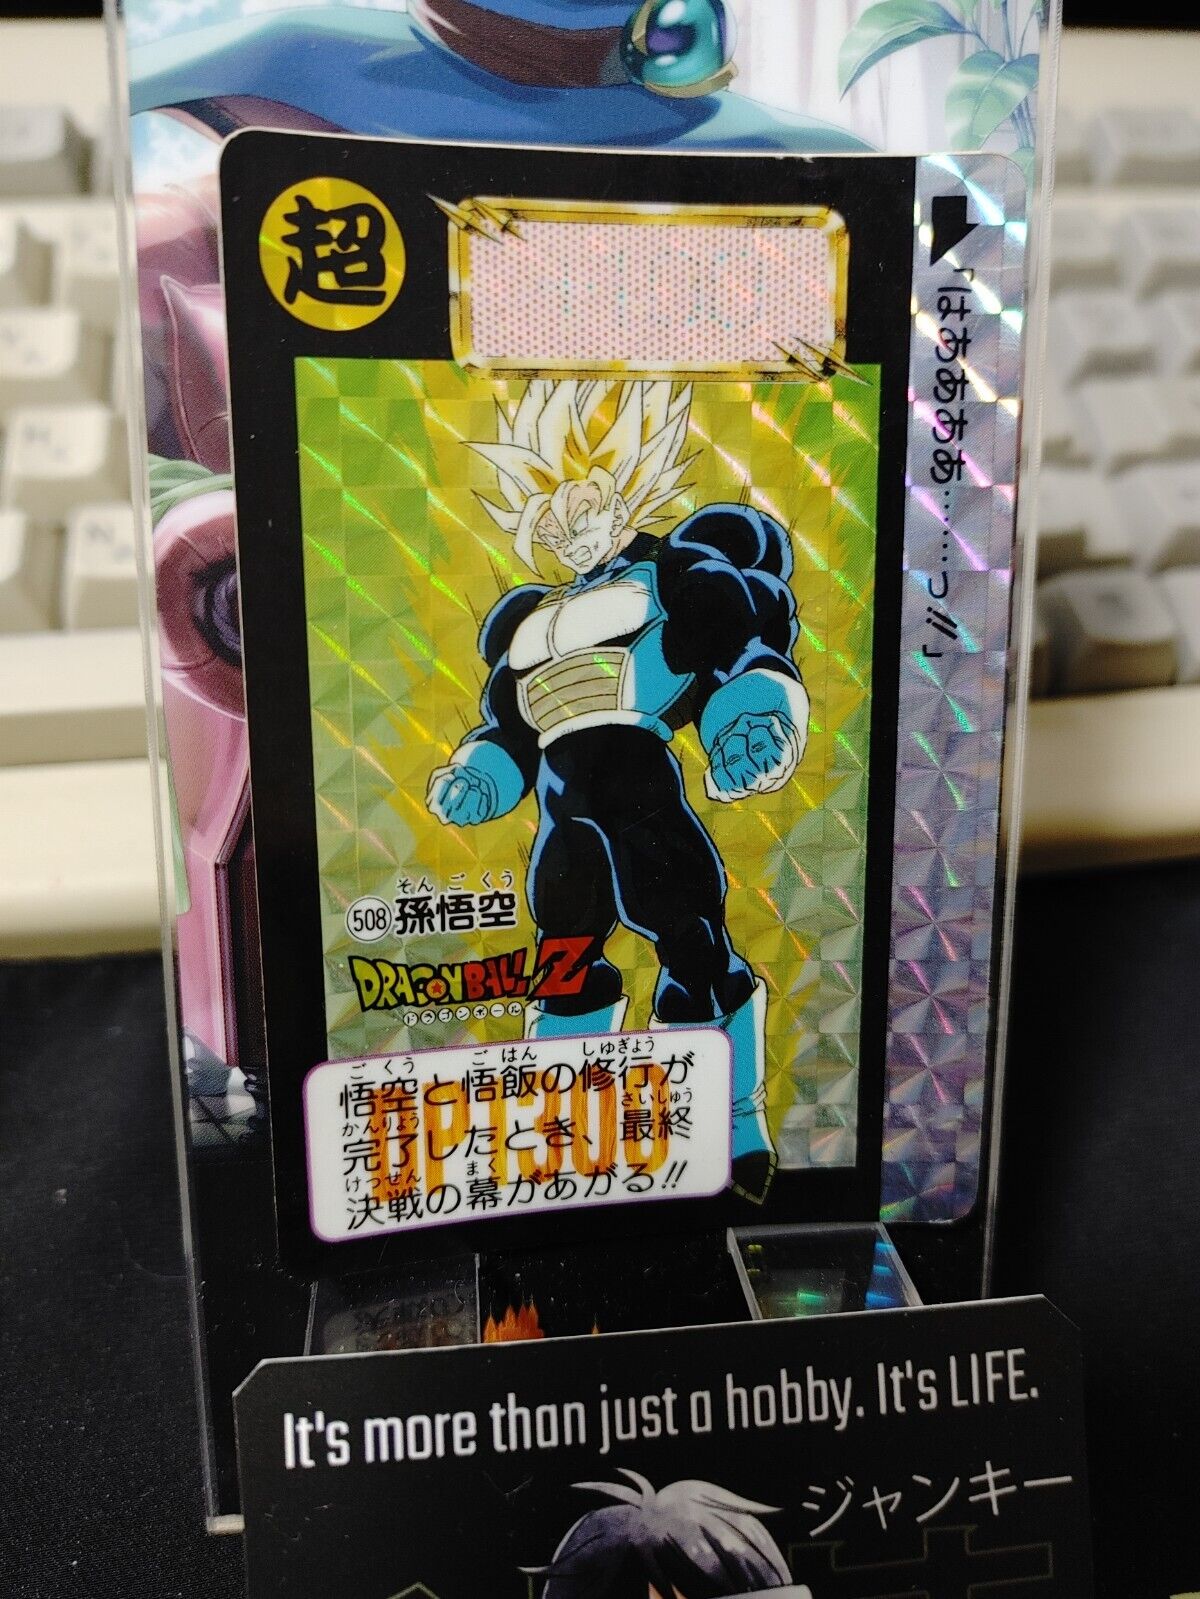 超
「はああああ……っ!!」
そん ご くう
508 孫悟空
DRAGONBALL Z
ドラゴンボール
ご くう ご はん しゅぎょう
悟空と悟飯の修行が
かんりょう さいしゅう
完了したとき、最終
けっせん まく
決戦の幕があがる!!
It's more than just a hobby. It's LIFE.
ジャンキー